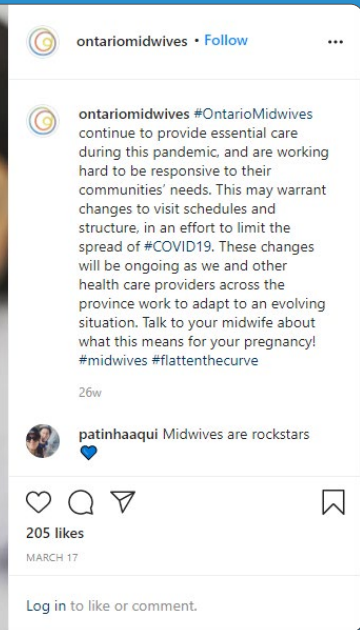 ontariomidwives • Follow
ontariomidwives #OntarioMidwives
continue to provide essential care
during this pandemic, and are working
hard to be responsive to their
communities' needs. This may warrant
changes to visit schedules and
structure, in an effort to limit the
spread of #COVID19. These changes
will be ongoing as we and other
health care providers across the
province work to adapt to an evolving
situation. Talk to your midwife about
what this means for your pregnancy!
#midwives #flattenthecurve
26w
patinhaaqui Midwives are rockstars
💙
205 likes
MARCH 17
Log in to like or comment.